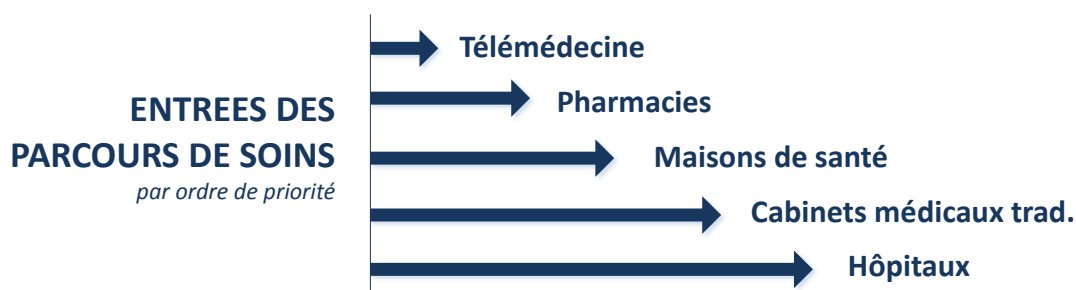 ENTREES DES
PARCOURS DE SOINS
par ordre de priorité
Télémédecine
Pharmacies
Maisons de santé
Cabinets médicaux trad.
Hôpitaux